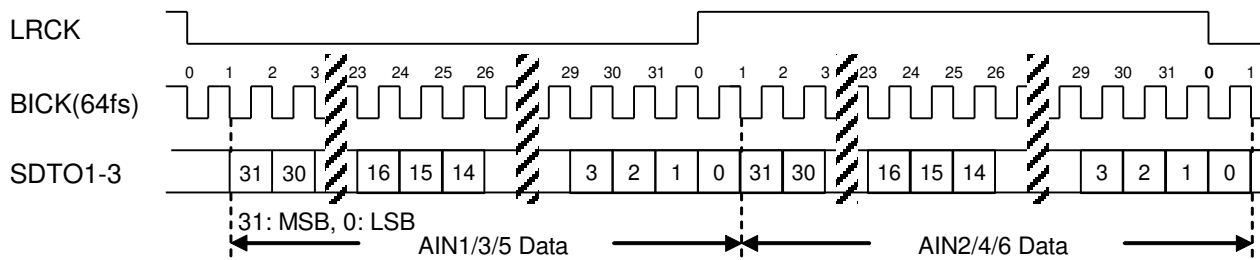 LRCK
0 1 2 3 23 24 25 26 29 30 31 0 1 2 3 23 24 25 26 29 30 31 0 1
BICK(64fs)
SDTO1-3 31 30 16 15 14 3 2 1 0 31 30 16 15 14 3 2 1 0
31: MSB, 0: LSB
AIN1/3/5 Data AIN2/4/6 Data